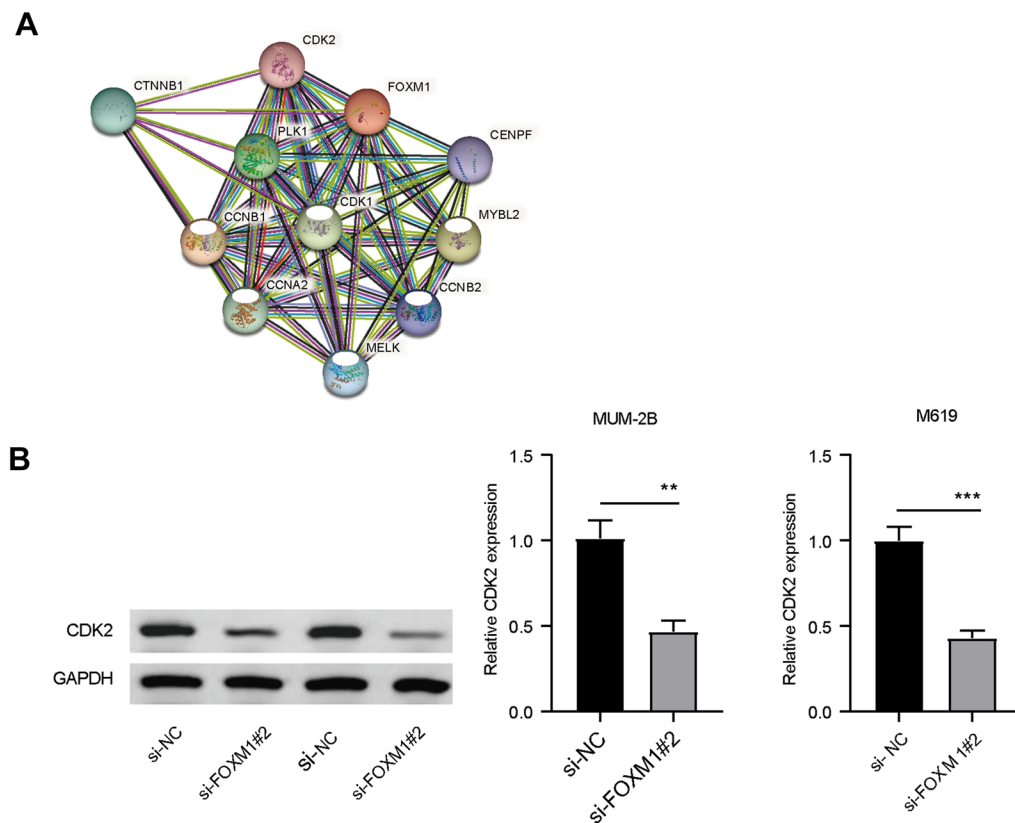 A
CDK2
CTNNB1
FOXM1
PLK1
CENPF
CDK1
CCNB1
MYBL2
CCNA2
CCNB2
MELK
B
CDK2
GAPDH
si-NC
si-FOXM1#2
si-NC
si-FOXM1#2
MUM-2B
Relative CDK2 expression
1.5
1.0
0.5
0.0
**
si-NC
si-FOXM1#2
M619
Relative CDK2 expression
1.5
1.0
0.5
0.0
***
si- NC
si-FOXM 1#2